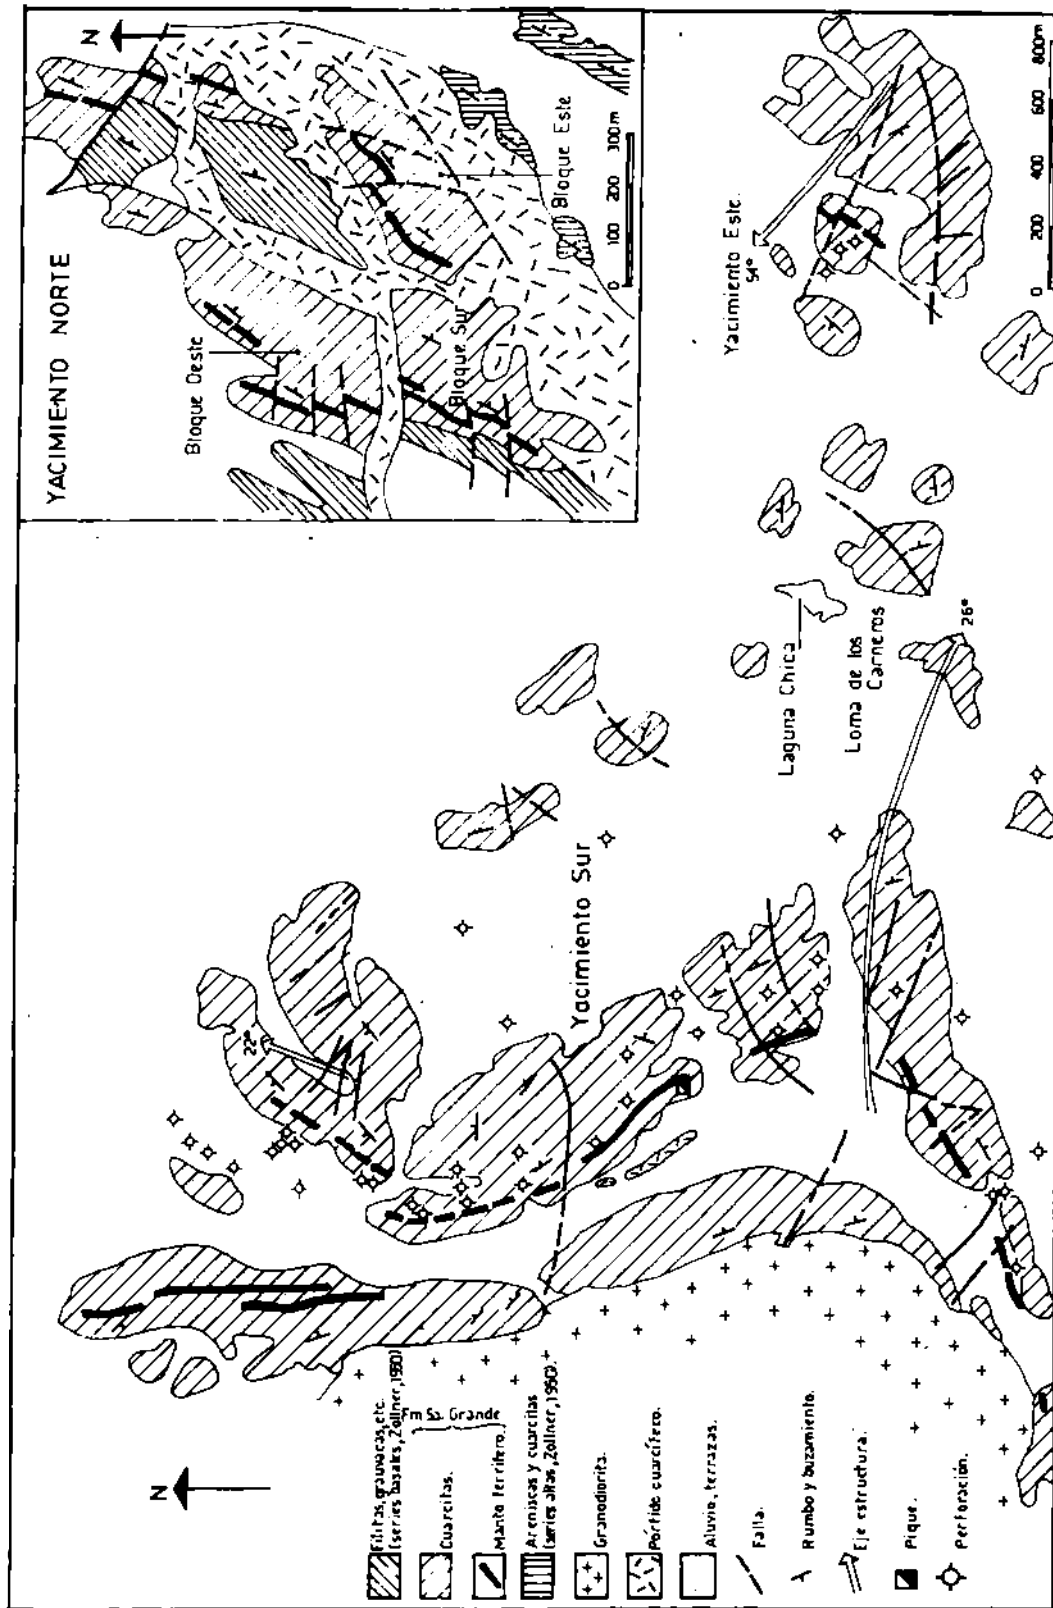 YACIMIENTO NORTE
N
Bloque Oeste
Bloque Sur
Bloque Este
0 100 200 300m
N
22°
Yacimiento Sur
Laguna Chica
Loma de los
Carneros
26°
Yacimiento Este.
54°
0 200 400 600 800m
Filitas, grauvacas, etc.
(series basales, Zollner, 1950)
Fm Sa. Grande
Cuarcitas.
Manto ferrifero.
Areniscas y cuarcitas
(series altas, Zollner, 1950).
Granodiorita.
Pórfido cuarcífero.
Aluvio, terrazas.
Falla.
Rumbo y buzamiento.
Eje estructura.
Pique.
Perforación.